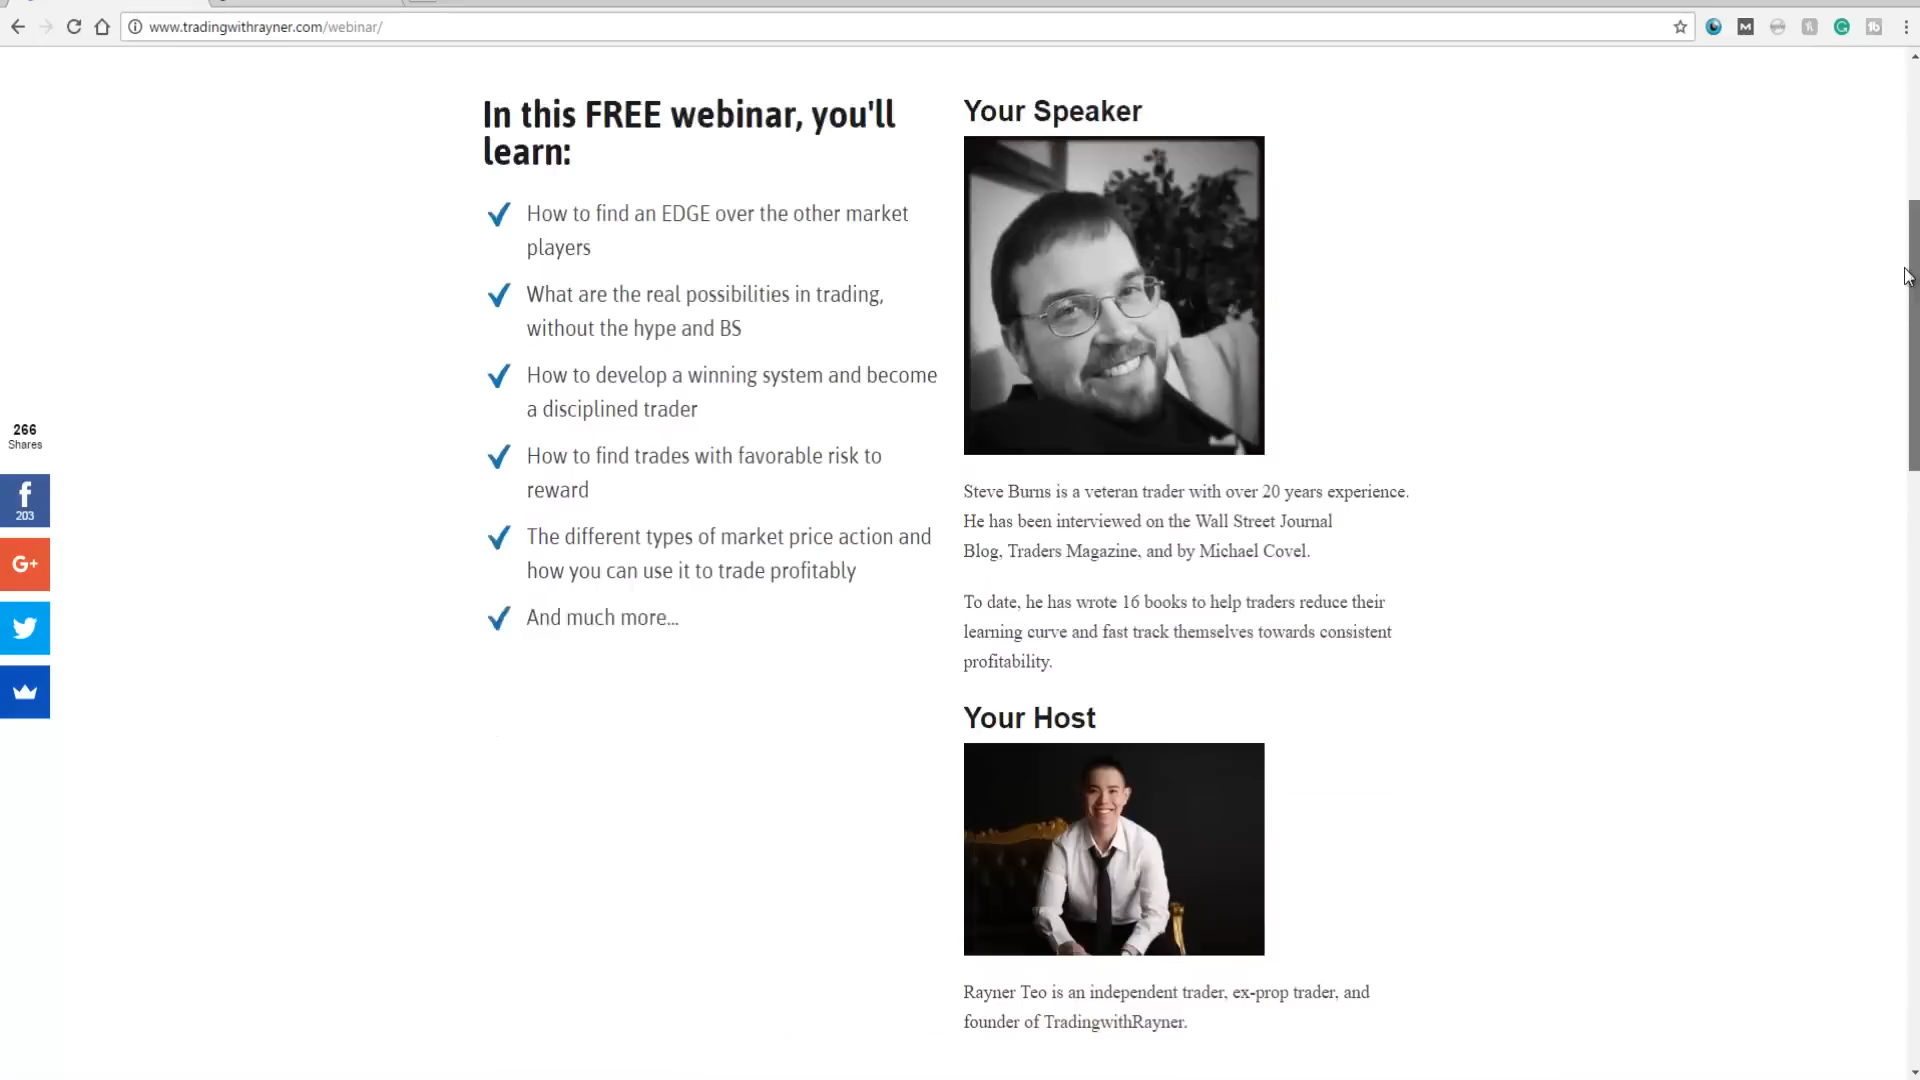 www.tradingwithrayner.com/webinar/
In this FREE webinar, you'll
learn:
How to find an EDGE over the other market
players
What are the real possibilities in trading,
without the hype and BS
How to develop a winning system and become
a disciplined trader
How to find trades with favorable risk to
reward
The different types of market price action and
how you can use it to trade profitably
And much more...
Your Speaker
Steve Burns is a veteran trader with over 20 years experience.
He has been interviewed on the Wall Street Journal
Blog, Traders Magazine, and by Michael Covel.
To date, he has wrote 16 books to help traders reduce their
learning curve and fast track themselves towards consistent
profitability.
Your Host
Rayner Teo is an independent trader, ex-prop trader, and
founder of TradingwithRayner.
266
Shares
f
203
G+